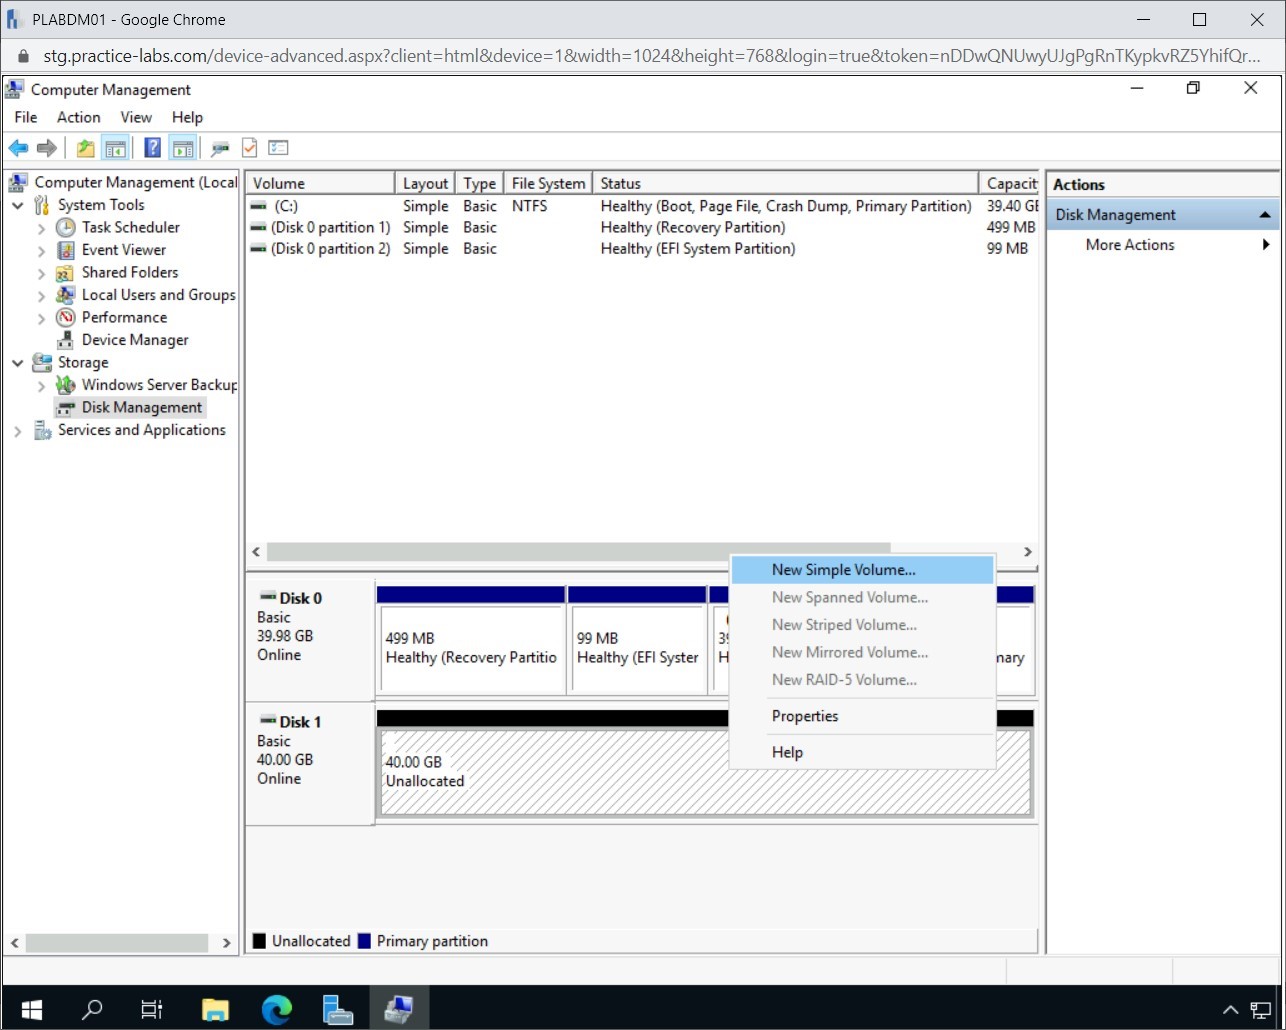 PLABDM01 - Google Chrome
stg.practice-labs.com/device-advanced.aspx?client=html&device=1&width=1024&height=768&login=true&token=nDDwQNUwyUJgPgRnTKypkvRZ5YhifQr...
Computer Management
File Action View Help
Computer Management (Local
System Tools
Task Scheduler
Event Viewer
Shared Folders
Local Users and Groups
Performance
Device Manager
Storage
Windows Server Backup
Disk Management
Services and Applications
Volume Layout Type File System Status Capacit
(C:) Simple Basic NTFS Healthy (Boot, Page File, Crash Dump, Primary Partition) 39.40 GB
(Disk 0 partition 1) Simple Basic Healthy (Recovery Partition) 499 MB
(Disk 0 partition 2) Simple Basic Healthy (EFI System Partition) 99 MB
Disk 0
Basic
39.98 GB
Online
499 MB
Healthy (Recovery Partitio
99 MB
Healthy (EFI Syster
39
H
nary
Disk 1
Basic
40.00 GB
Online
40.00 GB
Unallocated
New Simple Volume...
New Spanned Volume...
New Striped Volume...
New Mirrored Volume...
New RAID-5 Volume...
Properties
Help
Unallocated Primary partition
Actions
Disk Management
More Actions